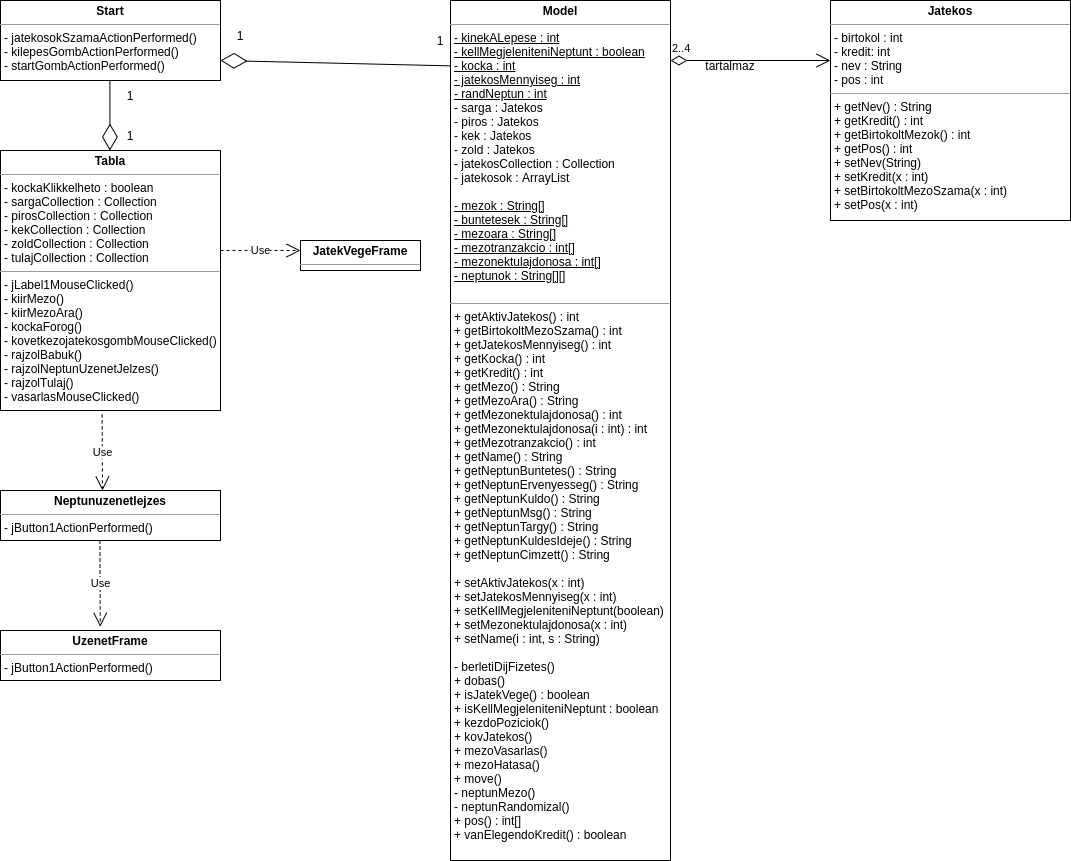 Start
- jatekosokSzamaActionPerformed()
- kilepesGombActionPerformed()
- startGombActionPerformed()
1
1
1
1
Tabla
- kockaKlikkelheto : boolean
- sargaCollection : Collection
- pirosCollection : Collection
- kekCollection : Collection
- zoldCollection : Collection
- tulajCollection : Collection
- jLabel1MouseClicked()
- kiirMezo()
- kiirMezoAra()
- kockaForog()
- kovetkezojatekosgombMouseClicked()
- rajzolBabuk()
- rajzolNeptunUzenetJelzes()
- rajzolTulaj()
- vasarlasMouseClicked()
Use
JatekVegeFrame
Use
Neptunuzenetlejzes
- jButton1ActionPerformed()
Use
UzenetFrame
- jButton1ActionPerformed()
Model
- kinekALepese : int
- kellMegjeleniteniNeptunt : boolean
- kocka : int
- jatekosMennyiseg : int
- randNeptun : int
- sarga : Jatekos
- piros : Jatekos
- kek : Jatekos
- zold : Jatekos
- jatekosCollection : Collection
- jatekosok : ArrayList
- mezok : String[]
- buntetesek : String[]
- mezoara : String[]
- mezotranzakcio : int[]
- mezonektulajdonosa : int[]
- neptunok : String[][]
+ getAktivJatekos() : int
+ getBirtokoltMezoSzama() : int
+ getJatekosMennyiseg() : int
+ getKocka() : int
+ getKredit() : int
+ getMezo() : String
+ getMezoAra() : String
+ getMezonektulajdonosa() : int
+ getMezonektulajdonosa(i : int) : int
+ getMezotranzakcio() : int
+ getName() : String
+ getNeptunBuntetes() : String
+ getNeptunErvenyesseg() : String
+ getNeptunKuldo() : String
+ getNeptunMsg() : String
+ getNeptunTargy() : String
+ getNeptunKuldesIdeje() : String
+ getNeptunCimzett() : String
+ setAktivJatekos(x : int)
+ setJatekosMennyiseg(x : int)
+ setKellMegjeleniteniNeptunt(boolean)
+ setMezonektulajdonosa(x : int)
+ setName(i : int, s : String)
- berletiDijFizetes()
+ dobas()
+ isJatekVege() : boolean
+ isKellMegjeleniteniNeptunt : boolean
+ kezdoPoziciok()
+ kovJatekos()
+ mezoVasarlas()
+ mezoHatasa()
+ move()
- neptunMezo()
- neptunRandomizal()
+ pos() : int[]
+ vanElegendoKredit() : boolean
2..4
tartalmaz
Jatekos
- birtokol : int
- kredit: int
- nev : String
- pos : int
+ getNev() : String
+ getKredit() : int
+ getBirtokoltMezok() : int
+ getPos() : int
+ setNev(String)
+ setKredit(x : int)
+ setBirtokoltMezoSzama(x : int)
+ setPos(x : int)